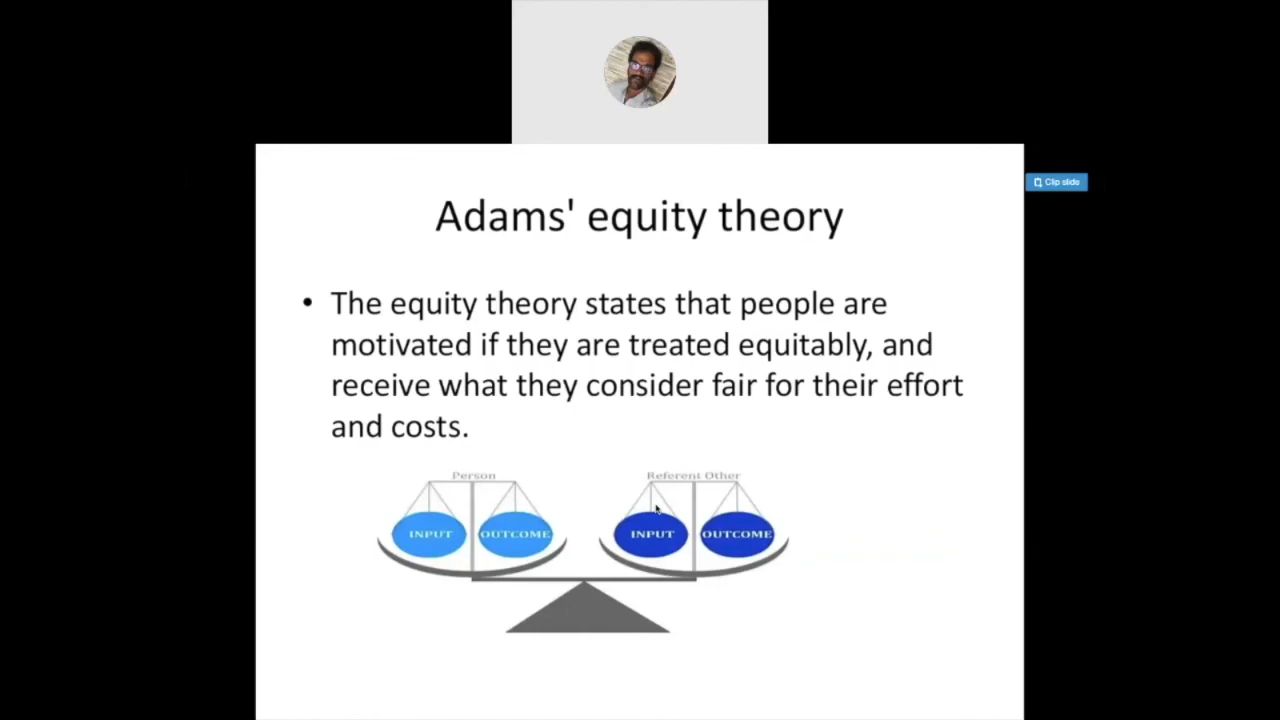 Clip slide
Adams' equity theory
• The equity theory states that people are
motivated if they are treated equitably, and
receive what they consider fair for their effort
and costs.
Person
Referent Other
INPUT OUTCOME
INPUT OUTCOME